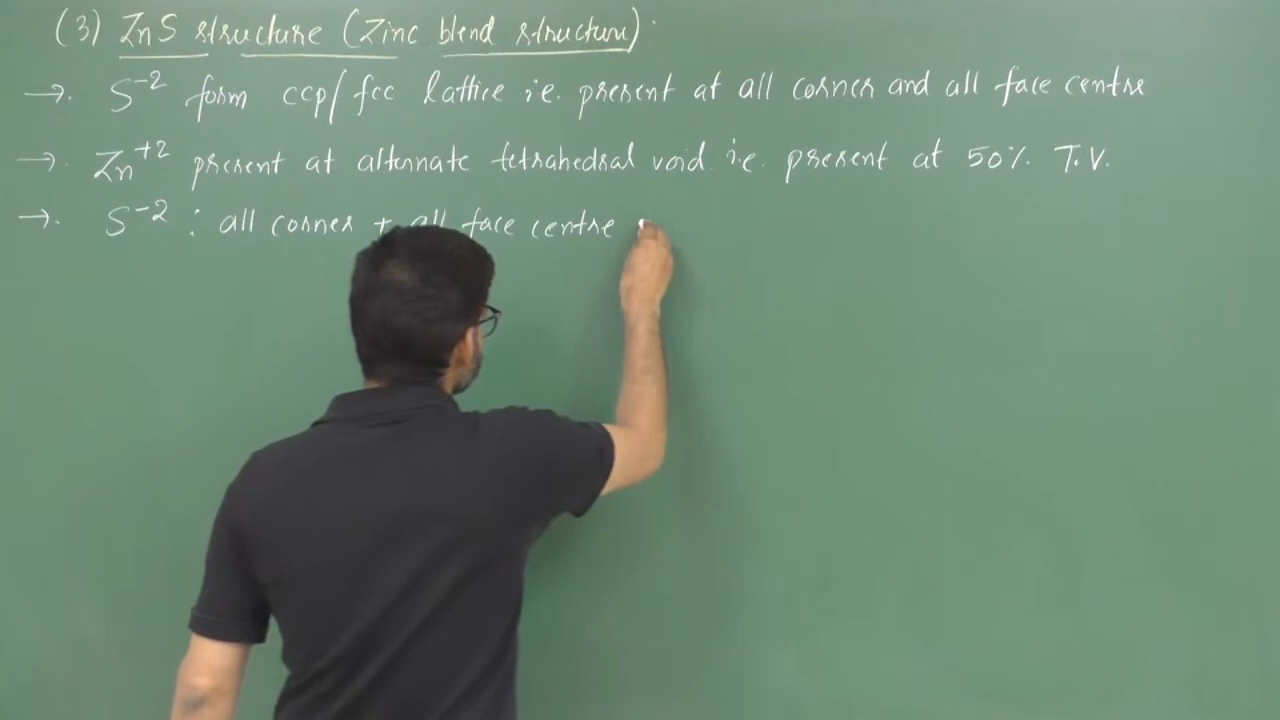 (3) ZnS structure (Zinc blend structure)
→. S⁻² form ccp/fcc lattice i.e. present at all corner and all face centre
→. Zn⁺² present at alternate tetrahedral void i.e. present at 50% T.V.
→. S⁻² : all corner + all face centre